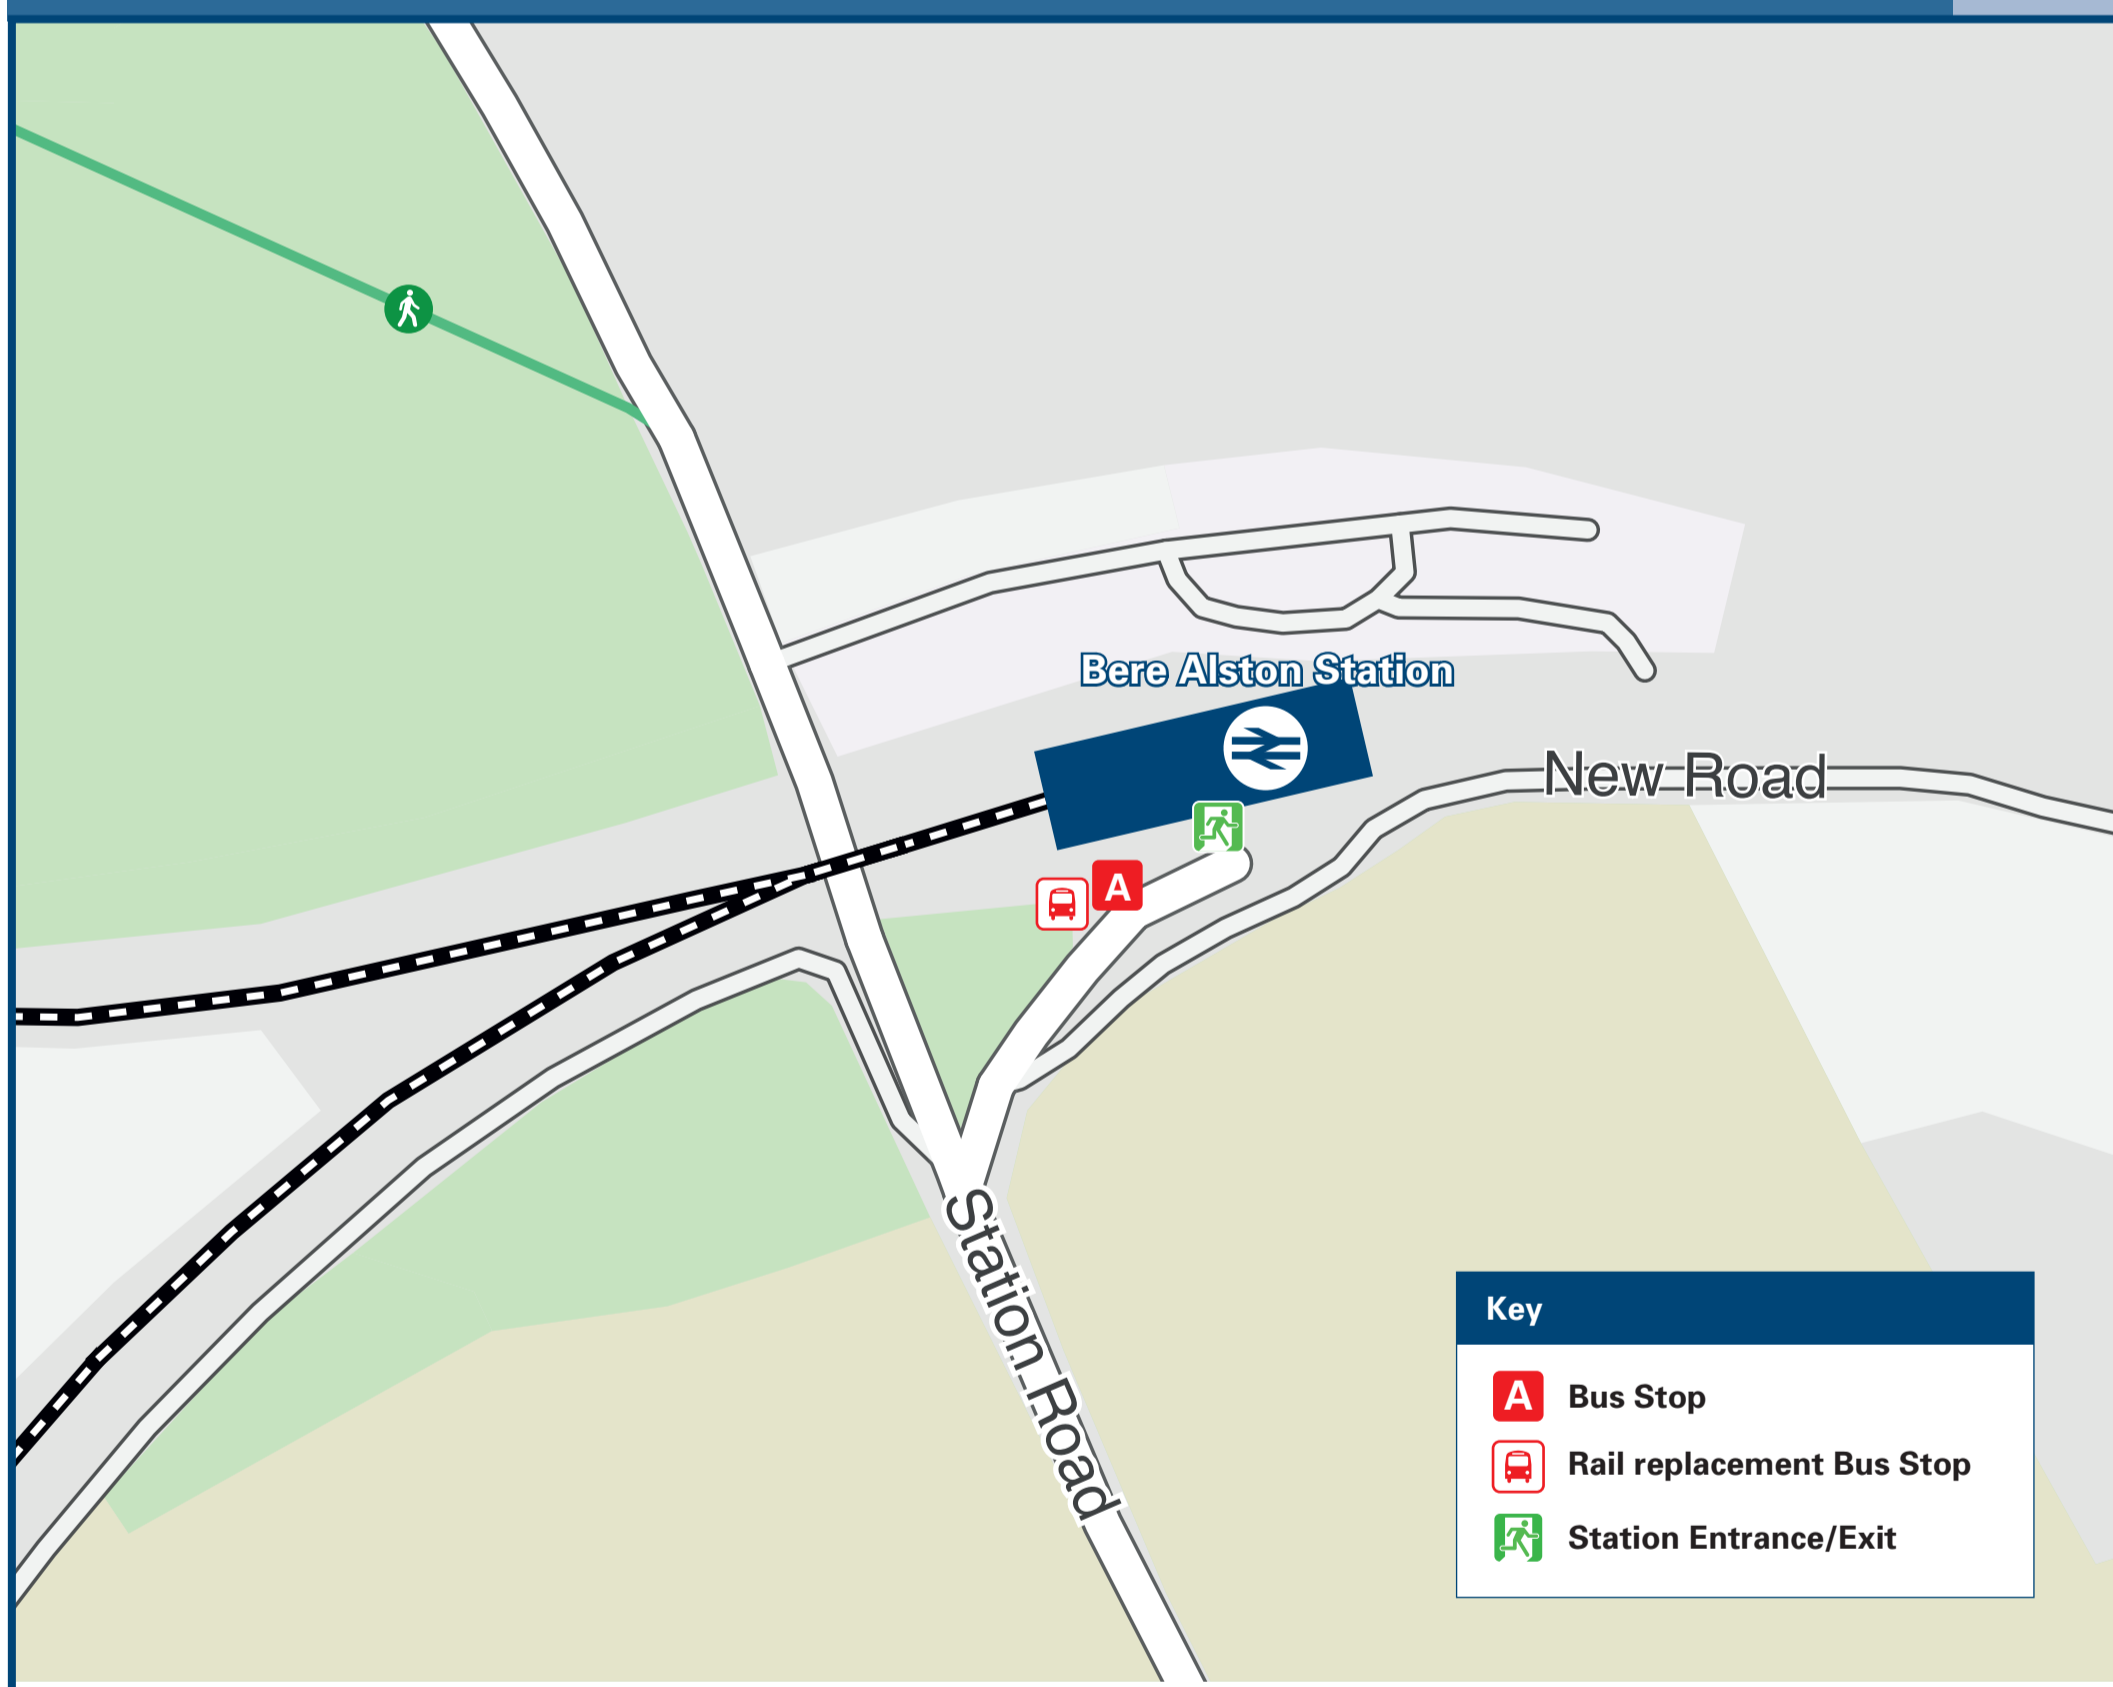 Bere Alston Station
New Road
A
Station Road
Key
A Bus Stop
Rail replacement Bus Stop
Station Entrance/Exit